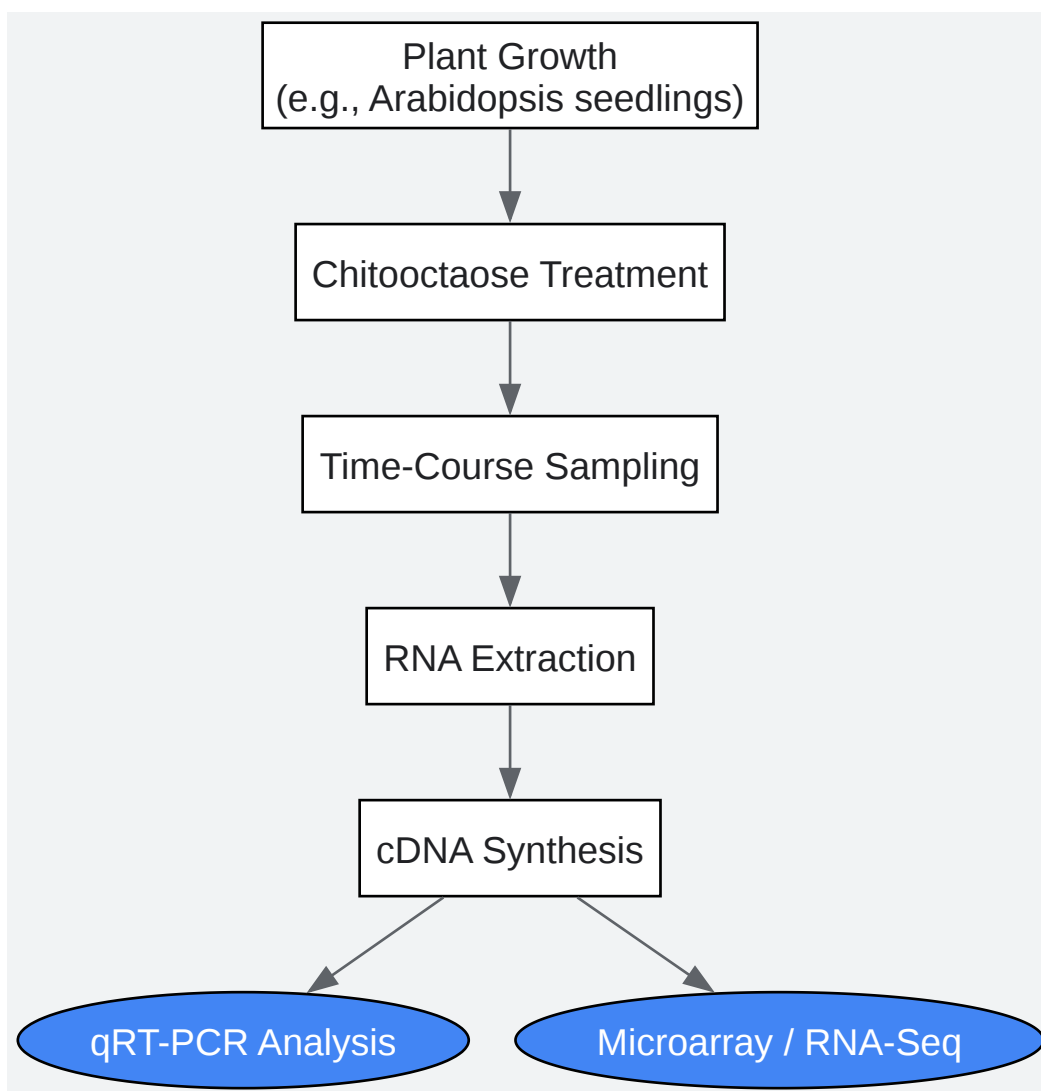 Plant Growth
(e.g., Arabidopsis seedlings)
Chitooctaose Treatment
Time-Course Sampling
RNA Extraction
cDNA Synthesis
qRT-PCR Analysis
Microarray / RNA-Seq